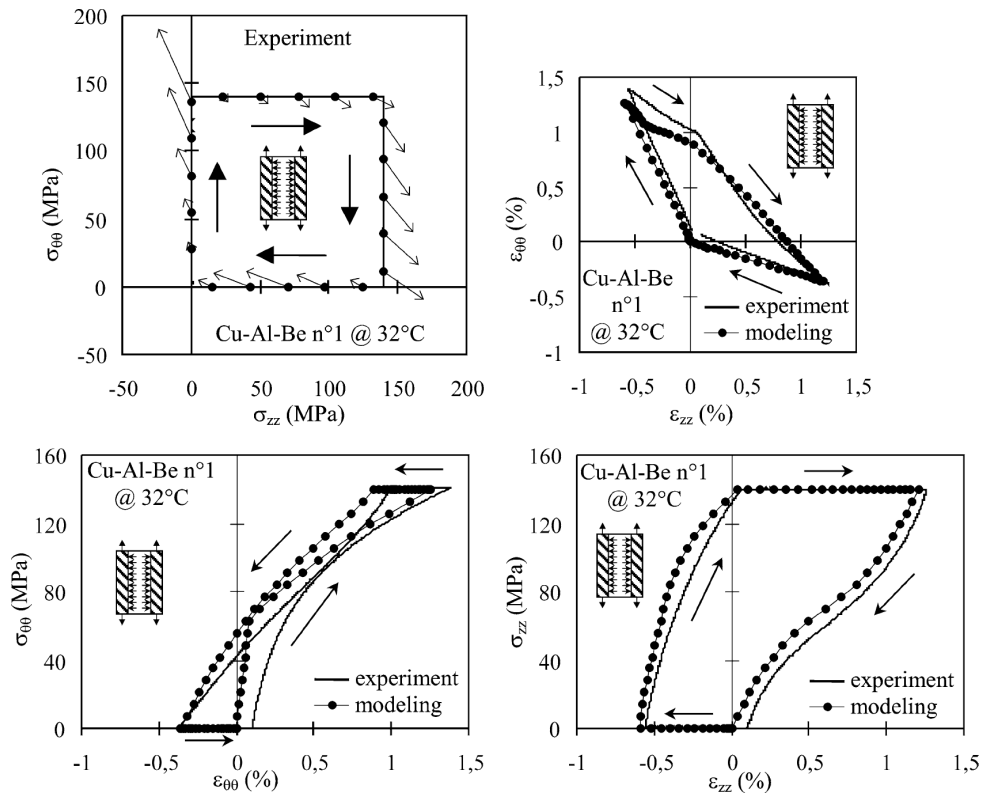 200
150
100
50
0
-50
-50
0
50
100
150
200
σθθ (MPa)
σzz (MPa)
Experiment
Cu-Al-Be n°1 @ 32°C
1,5
1
0,5
0
-0,5
-1
-1
-0,5
0
0,5
1
1,5
εθθ (%)
εzz (%)
Cu-Al-Be
n°1
@ 32°C
experiment
modeling
160
120
80
40
0
-1
-0,5
0
0,5
1
1,5
σθθ (MPa)
εθθ (%)
Cu-Al-Be n°1
@ 32°C
experiment
modeling
160
120
80
40
0
-1
-0,5
0
0,5
1
1,5
σzz (MPa)
εzz (%)
Cu-Al-Be n°1
@ 32°C
experiment
modeling